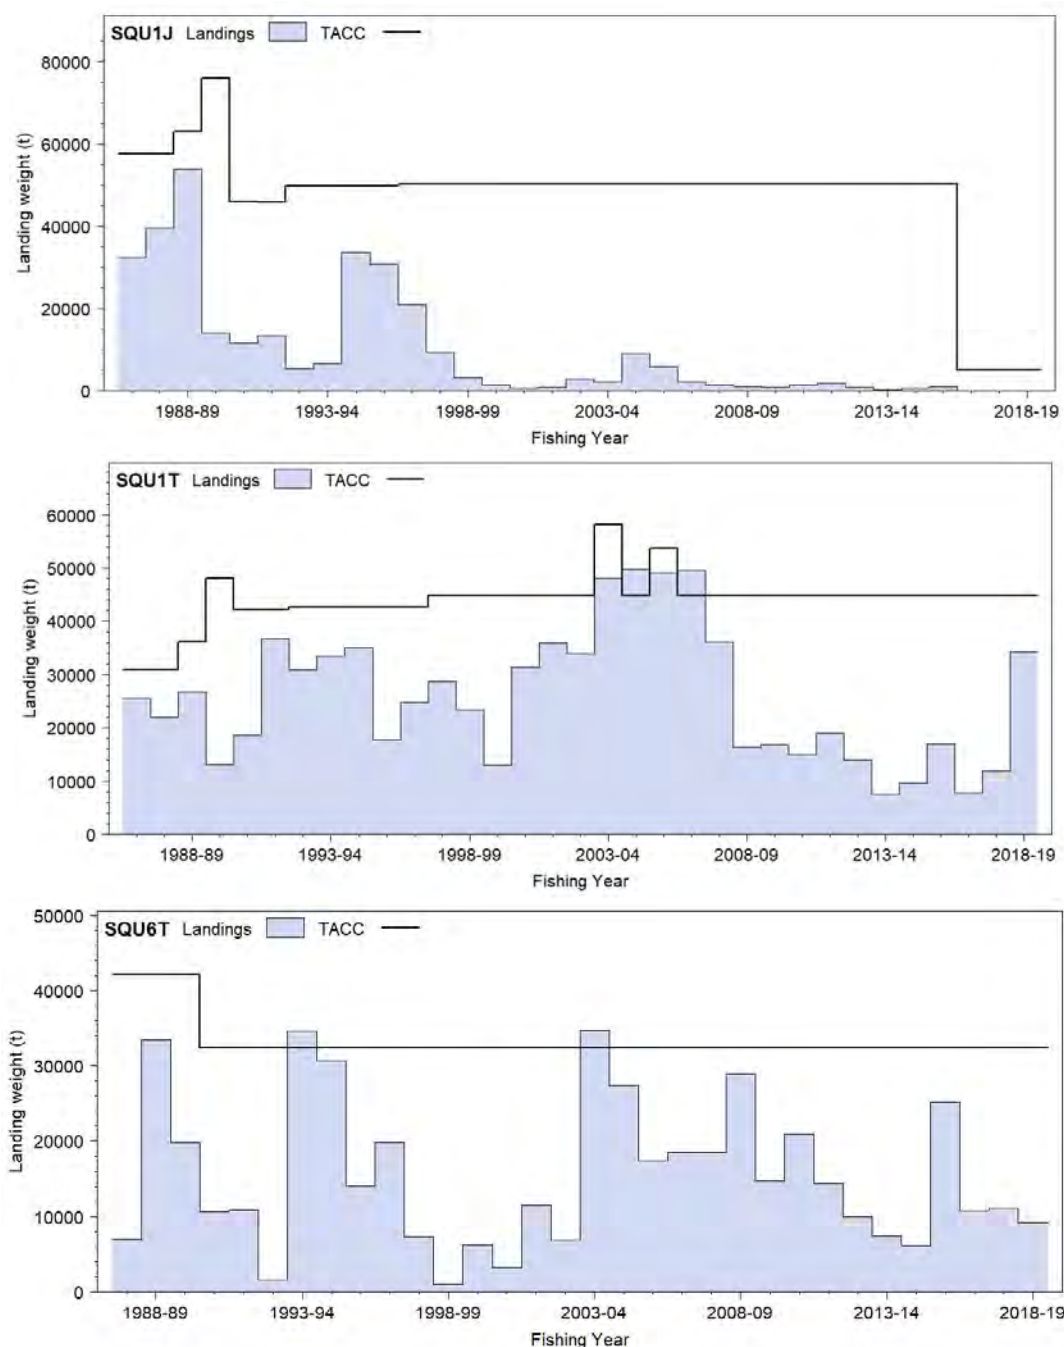 SQU1J Landings TACC
80000
60000
40000
20000
0
Landing weight (t)
1988-89 1993-94 1998-99 2003-04 2008-09 2013-14 2018-19
Fishing Year
SQU1T Landings TACC
60000
50000
40000
30000
20000
10000
0
Landing weight (t)
1988-89 1993-94 1998-99 2003-04 2008-09 2013-14 2018-19
Fishing Year
SQU6T Landings TACC
50000
40000
30000
20000
10000
0
Landing weight (t)
1988-89 1993-94 1998-99 2003-04 2008-09 2013-14 2018-19
Fishing Year